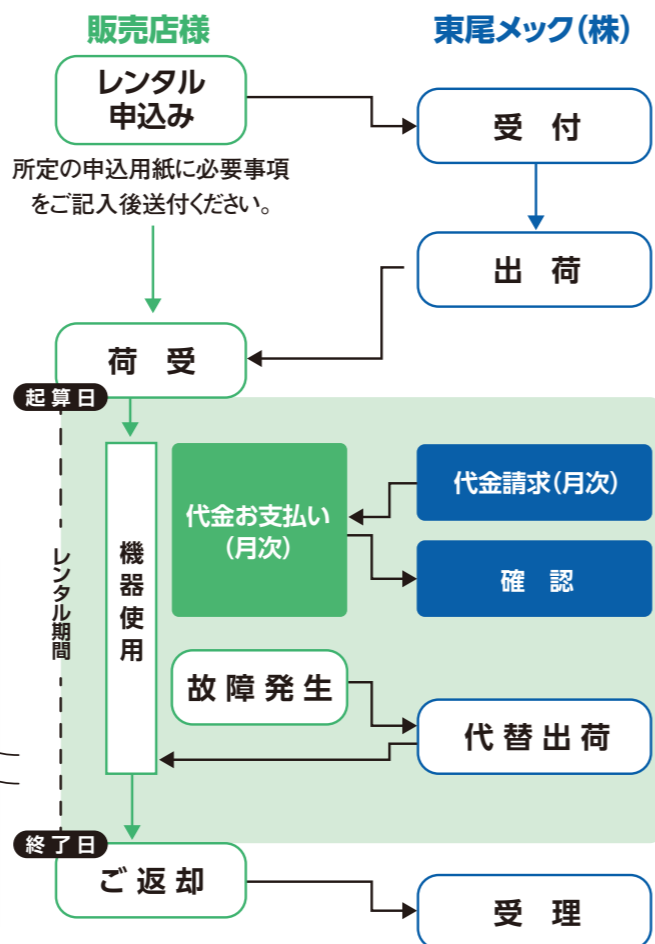 販売店様
東尾メック(株)
レンタル
申込み
受 付
所定の申込用紙に必要事項
をご記入後送付ください。
出 荷
荷 受
起算日
レンタル期間
機器使用
代金お支払い
(月次)
代金請求(月次)
確 認
故障発生
代替出荷
終了日
ご返却
受 理